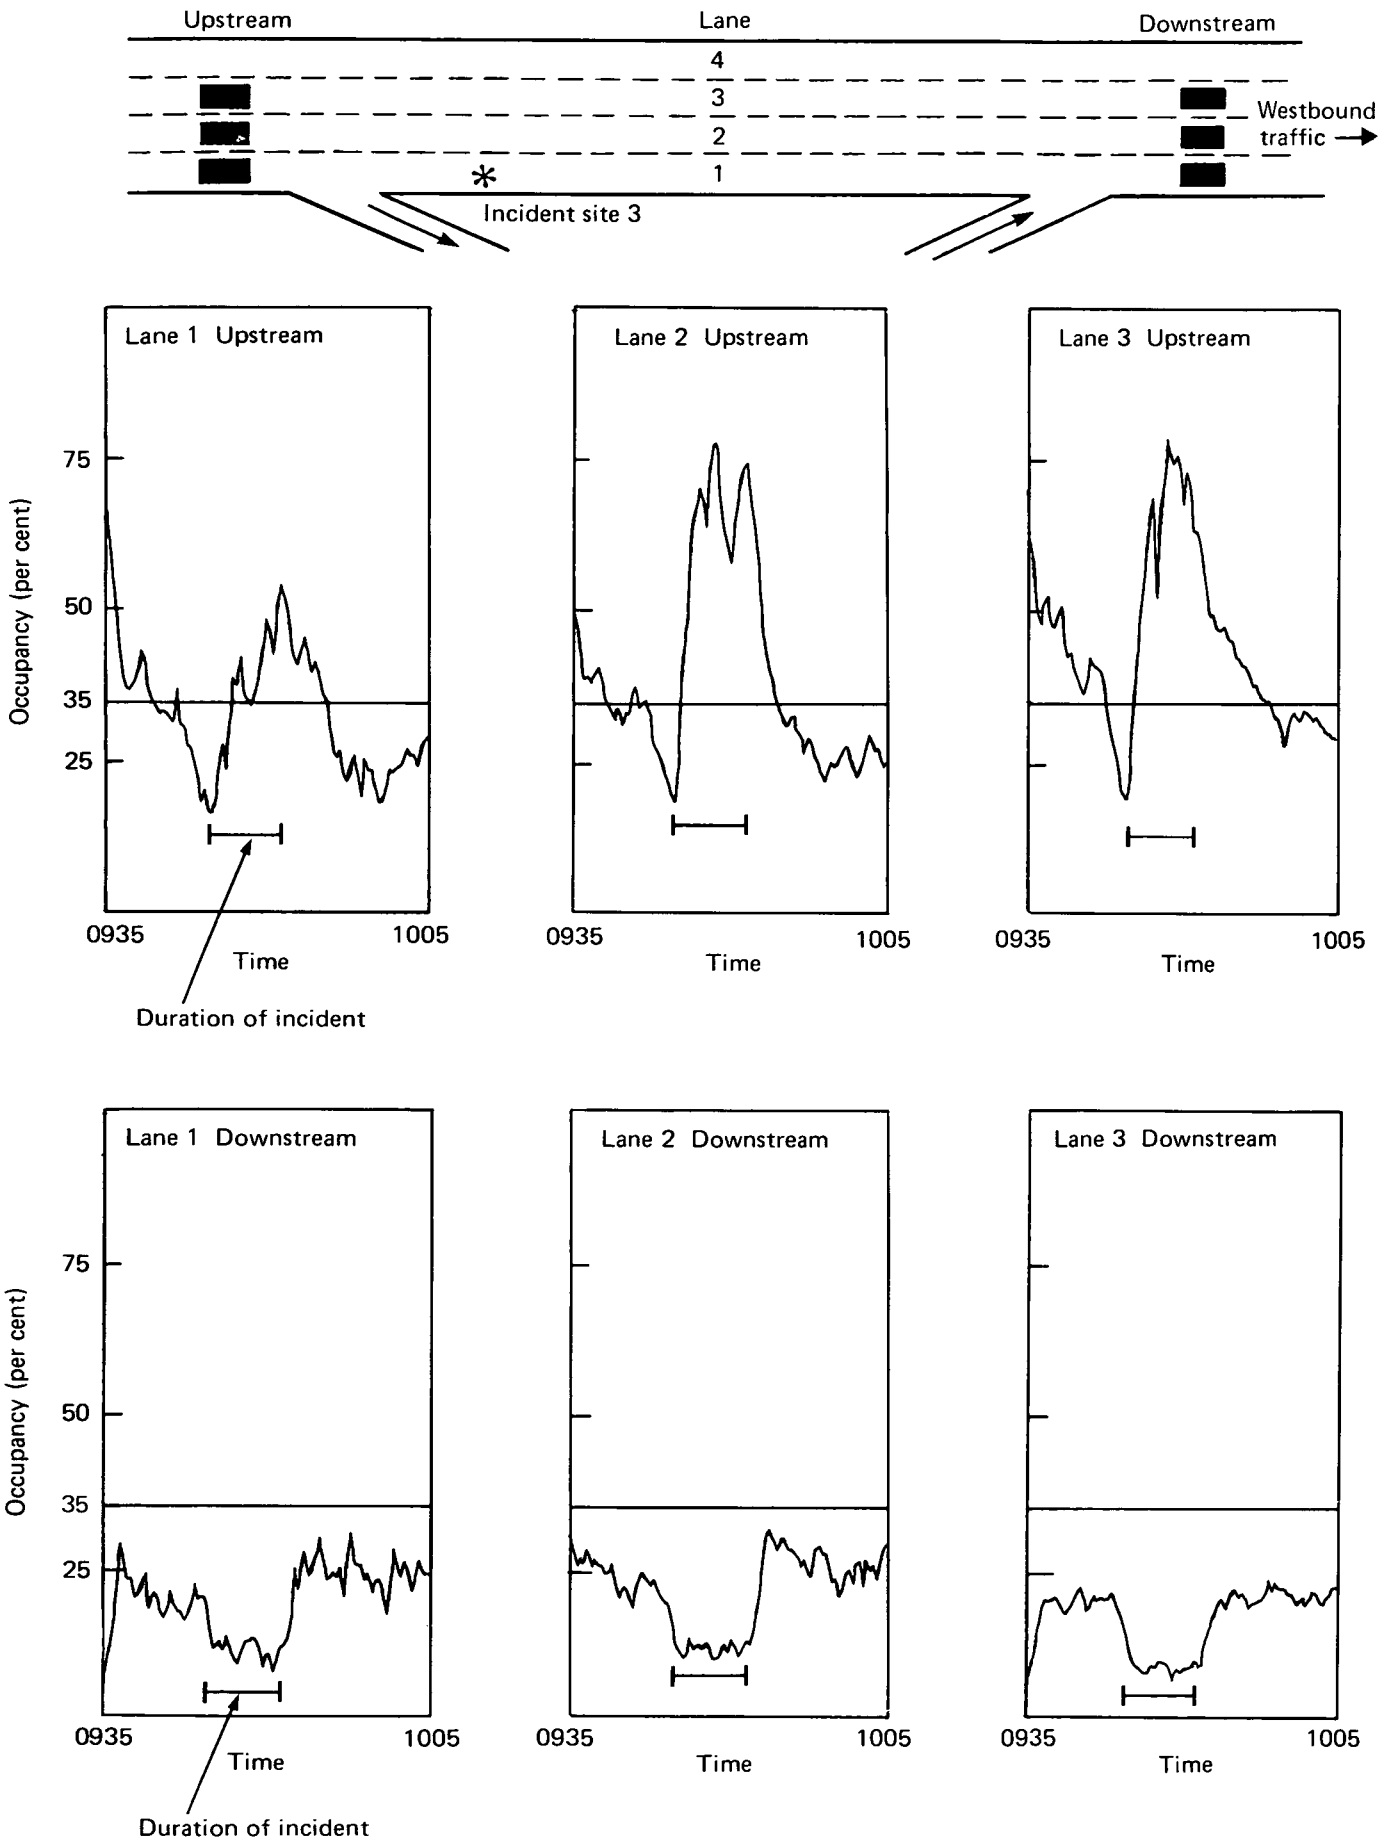 Upstream Lane Downstream
4
3
2
1
Westbound
traffic
Incident site 3
Lane 1 Upstream
Lane 2 Upstream
Lane 3 Upstream
Occupancy (per cent)
75
50
35
25
0935 1005
Time
0935 1005
Time
0935 1005
Time
Duration of incident
Lane 1 Downstream
Lane 2 Downstream
Lane 3 Downstream
Occupancy (per cent)
75
50
35
25
0935 1005
Time
0935 1005
Time
0935 1005
Time
Duration of incident